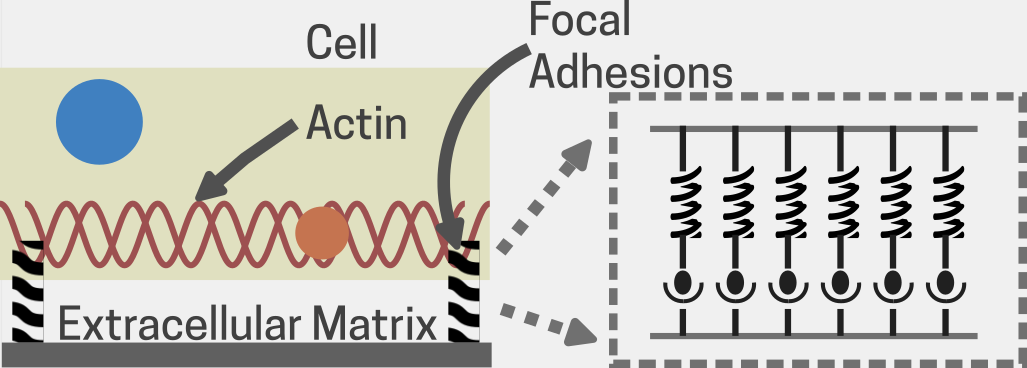 Cell
Focal
Adhesions
Actin
Extracellular Matrix